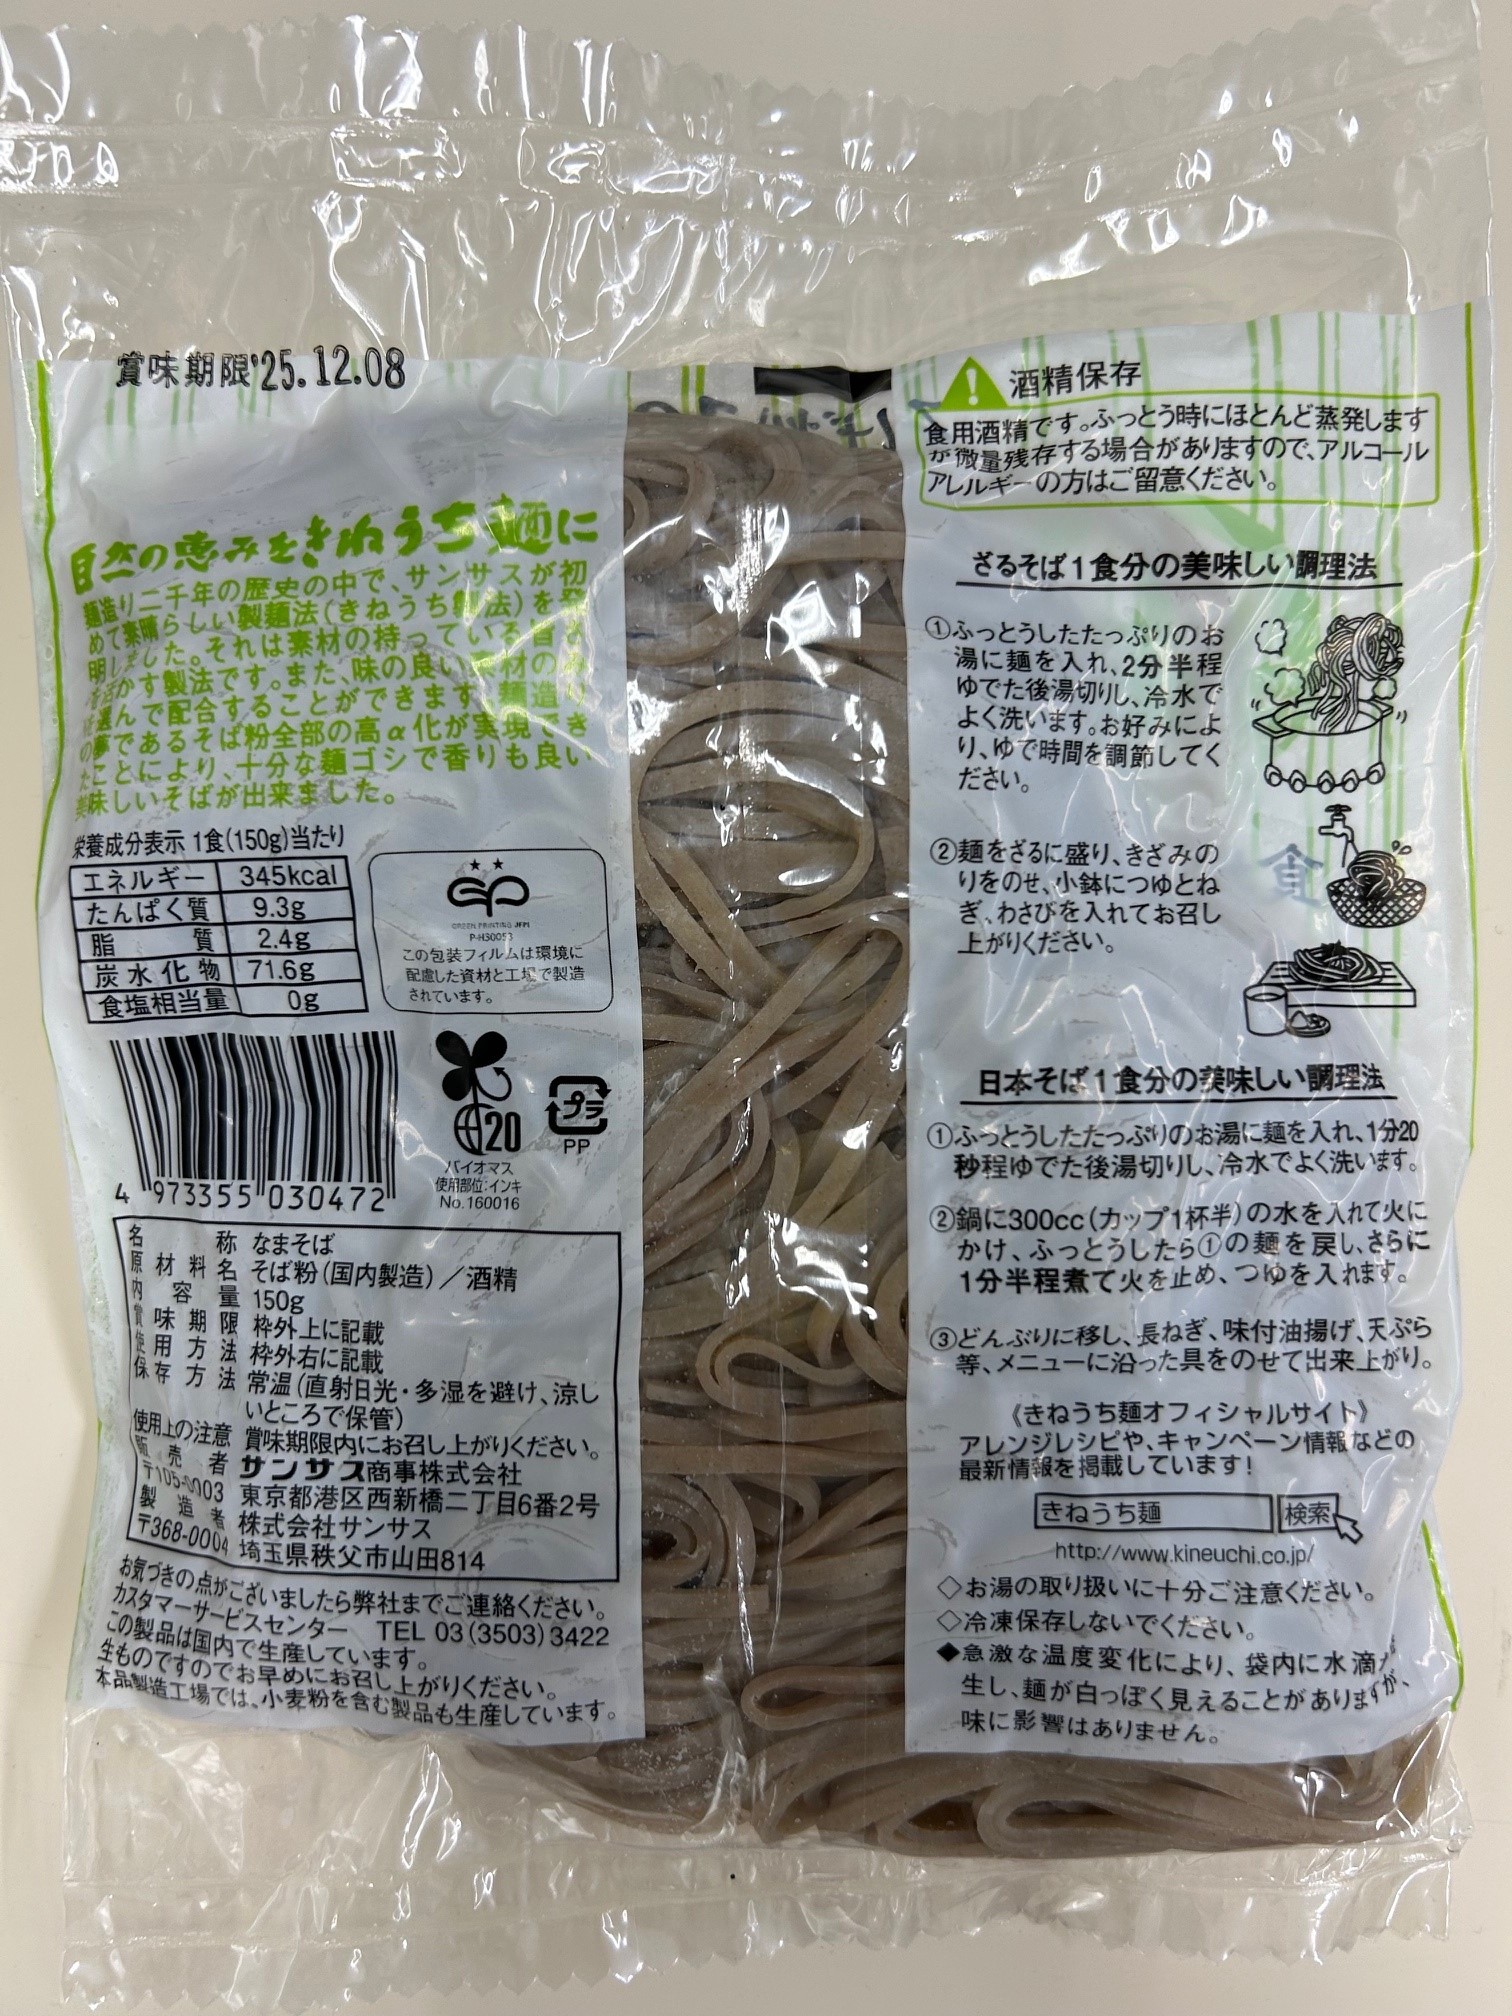 賞味期限'25.12.08
自然の恵みをきねうち麺に
麺造り二千年の歴史の中で、サンサスが初
めて素晴らしい製麺法(きねうち製法)を発
明しました。それは素材の持っている旨み
を活かす製法です。また、味の良い素材のみ
を選んで配合することができます。麺造り
の夢であるそば粉全部の高α化が実現でき
たことにより、十分な麺ゴシで香りも良い
美味しいそばが出来ました。
栄養成分表示 1食(150g)当たり
エネルギー 345kcal
たんぱく質 9.3g
脂質 2.4g
炭水化物 71.6g
食塩相当量 0g
GREEN PRINTING JFPI
P-H30053
この包装フィルムは環境に
配慮した資材と工場で製造
されています。
4 973355 030472
20
バイオマス
使用部位:インキ
No.160016
プラ
PP
名称 なまそば
原材料名 そば粉(国内製造)/酒精
内容量 150g
賞味期限 枠外上に記載
使用方法 枠外右に記載
保存方法 常温(直射日光・多湿を避け、涼し
いところで保管)
使用上の注意 賞味期限内にお召し上がりください。
販売者 サンサス商事株式会社
〒105-0003 東京都港区西新橋二丁目6番2号
製造者 株式会社サンサス
〒368-0004 埼玉県秩父市山田814
お気づきの点がございましたら弊社までご連絡ください。
カスタマーサービスセンター TEL 03(3503)3422
この製品は国内で生産しています。
生ものですのでお早めにお召し上がりください。
本品製造工場では、小麦粉を含む製品も生産しています。
酒精保存
食用酒精です。ふっとう時にほとんど蒸発します
が微量残存する場合がありますので、アルコール
アレルギーの方はご留意ください。
ざるそば1食分の美味しい調理法
①ふっとうしたたっぷりのお
湯に麺を入れ、2分半程
ゆでた後湯切りし、冷水で
よく洗います。お好みによ
り、ゆで時間を調節してく
ださい。
②麺をざるに盛り、きざみの
りをのせ、小鉢につゆとね
ぎ、わさびを入れてお召し
上がりください。
日本そば1食分の美味しい調理法
①ふっとうしたたっぷりのお湯に麺を入れ、1分20
秒程ゆでた後湯切りし、冷水でよく洗います。
②鍋に300cc(カップ1杯半)の水を入れて火に
かけ、ふっとうしたら①の麺を戻し、さらに
1分半程煮て火を止め、つゆを入れます。
③どんぶりに移し、長ねぎ、味付油揚げ、天ぷら
等、メニューに沿った具をのせて出来上がり。
《きねうち麺オフィシャルサイト》
アレンジレシピや、キャンペーン情報などの
最新情報を掲載しています!
きねうち麺 検索
http://www.kineuchi.co.jp/
◇お湯の取り扱いに十分ご注意ください。
◇冷凍保存しないでください。
◆急激な温度変化により、袋内に水滴が
生じ、麺が白っぽく見えることがありますが、
味に影響はありません。